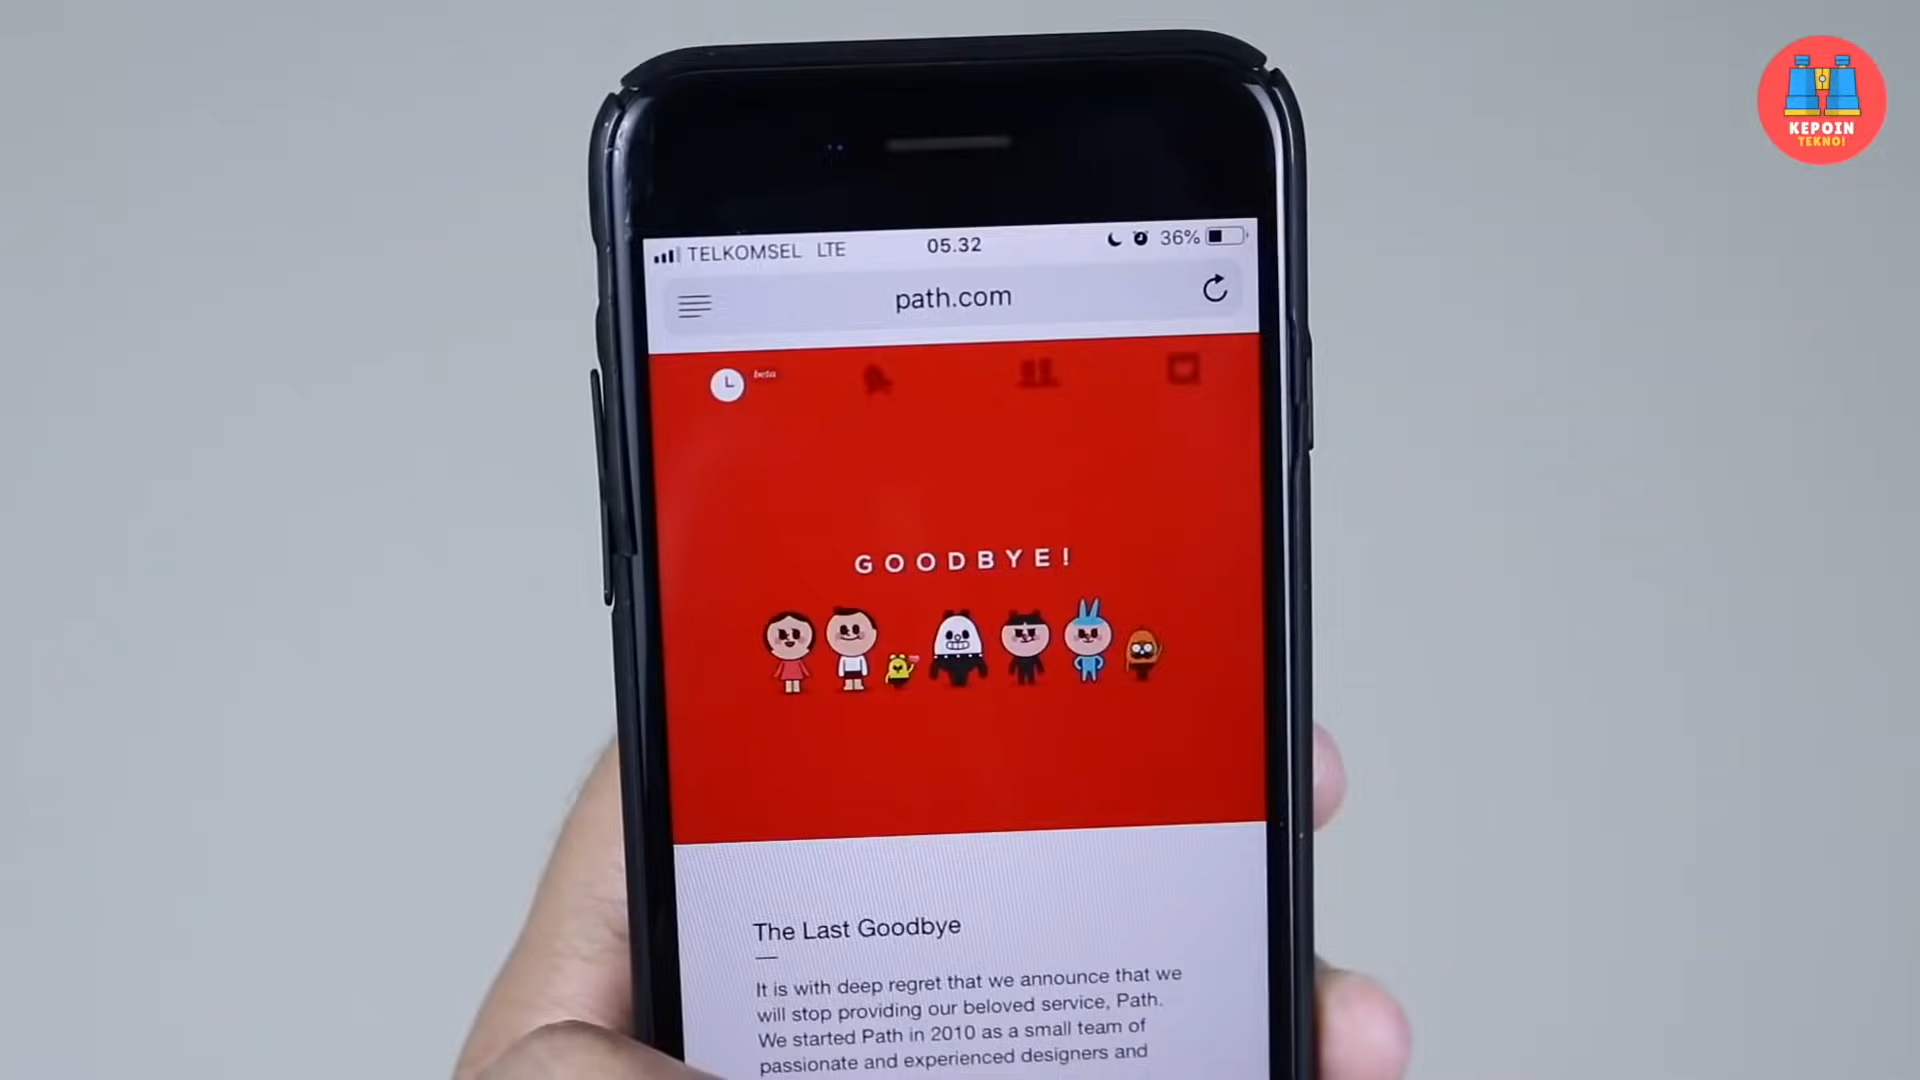 KEPOIN
TEKNO!
TELKOMSEL LTE 05.32 36%
path.com
beta
GOODBYE!
The Last Goodbye
It is with deep regret that we announce that we
will stop providing our beloved service, Path.
We started Path in 2010 as a small team of
passionate and experienced designers and